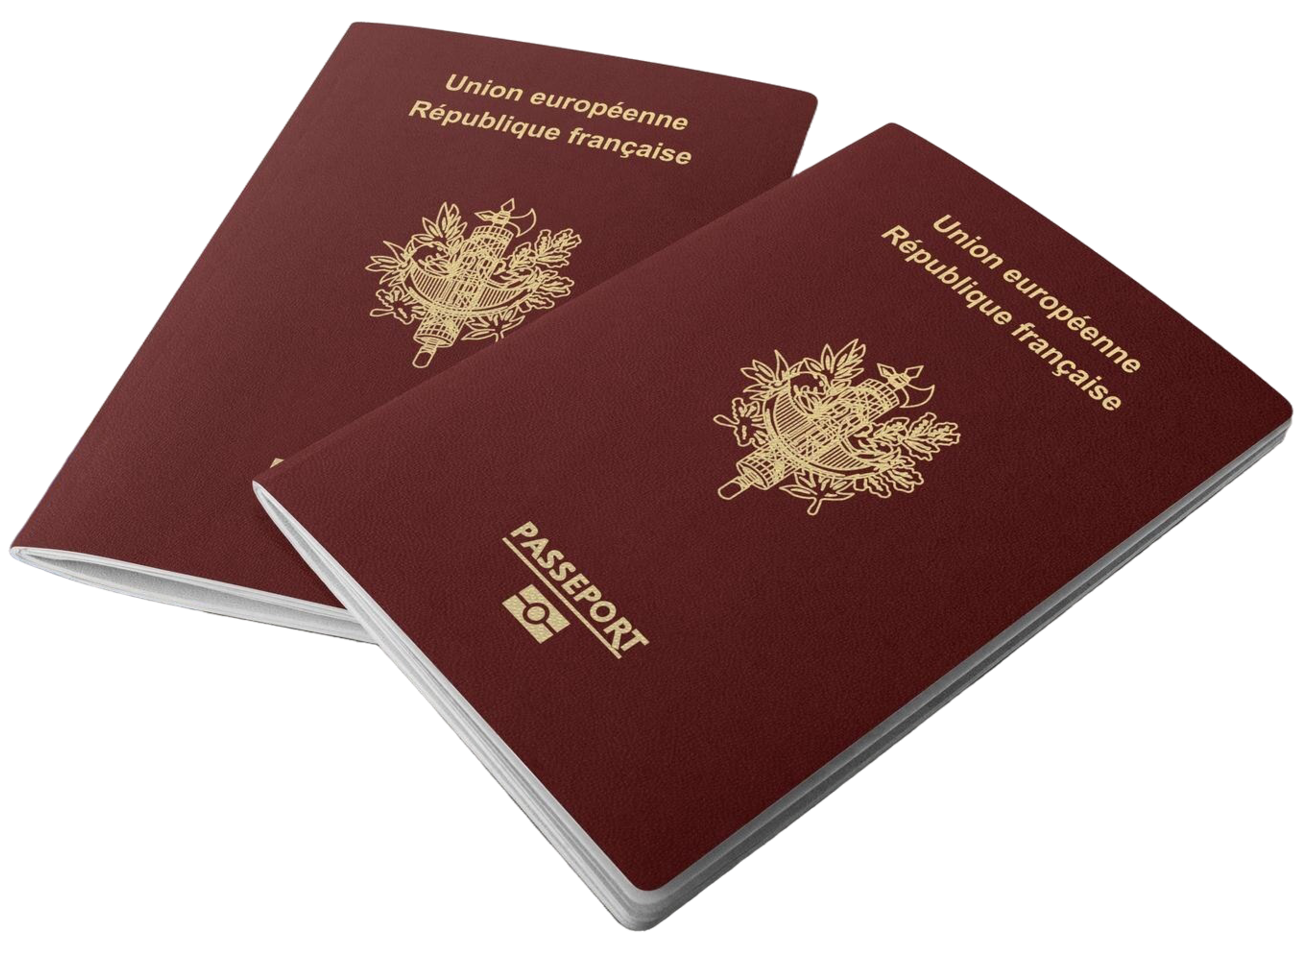 Union européenne
République française
Union européenne
République française
PASSEPORT